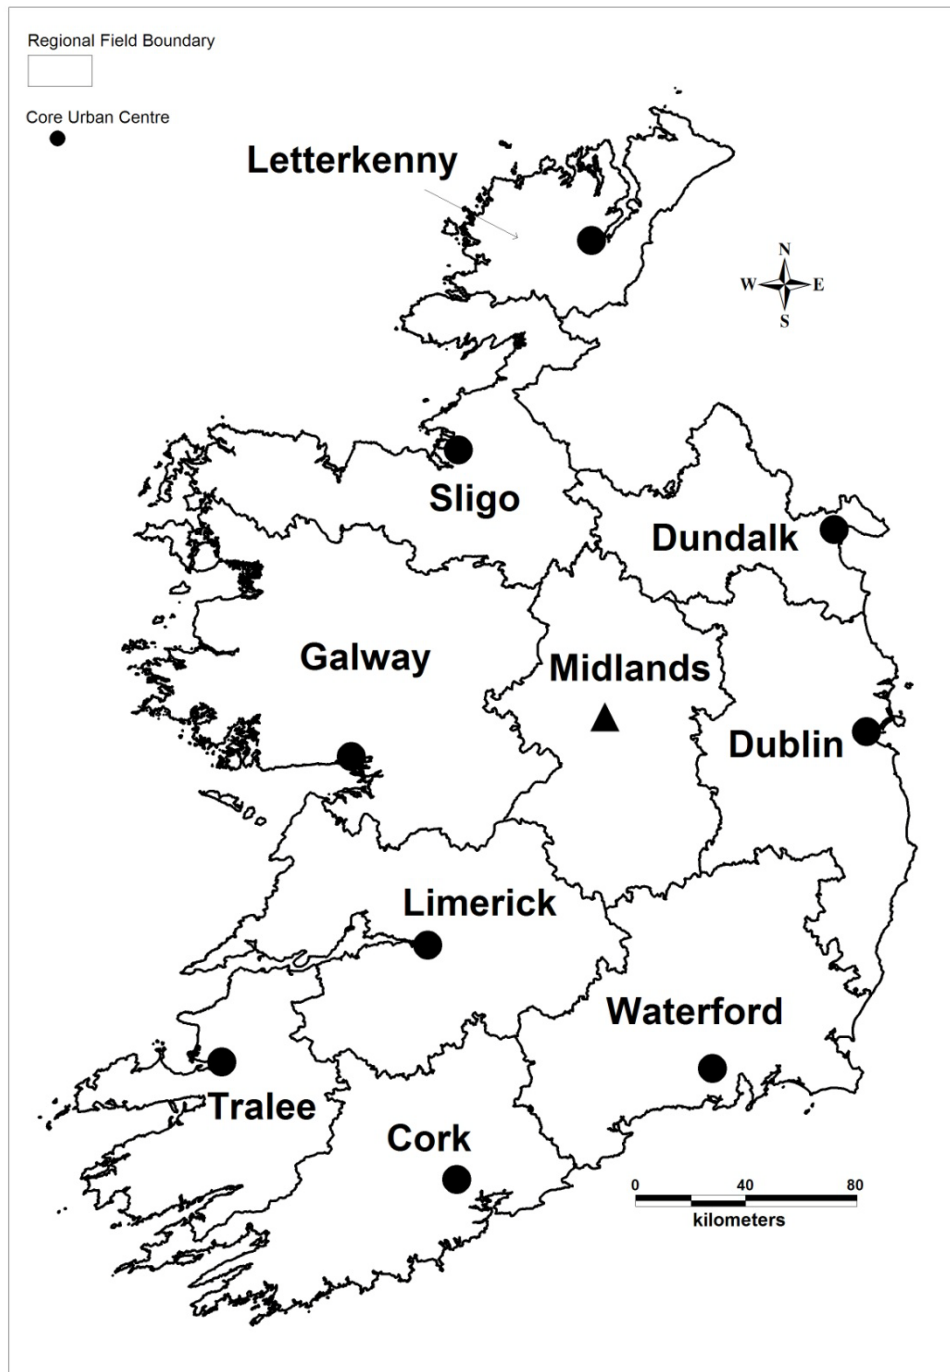 Regional Field Boundary
Core Urban Centre
Letterkenny
N
W E
S
Sligo
Dundalk
Galway
Midlands
Dublin
Limerick
Waterford
Tralee
Cork
0 40 80
kilometers